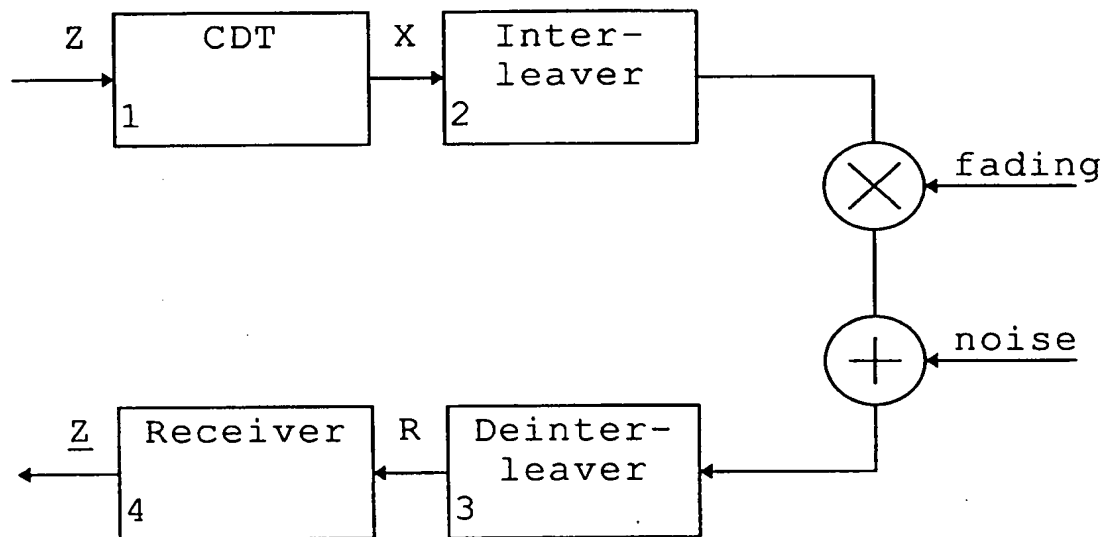 Z
CDT
1
X
Inter-
leaver
2
fading
noise
Z
Receiver
4
R
Deinter-
leaver
3